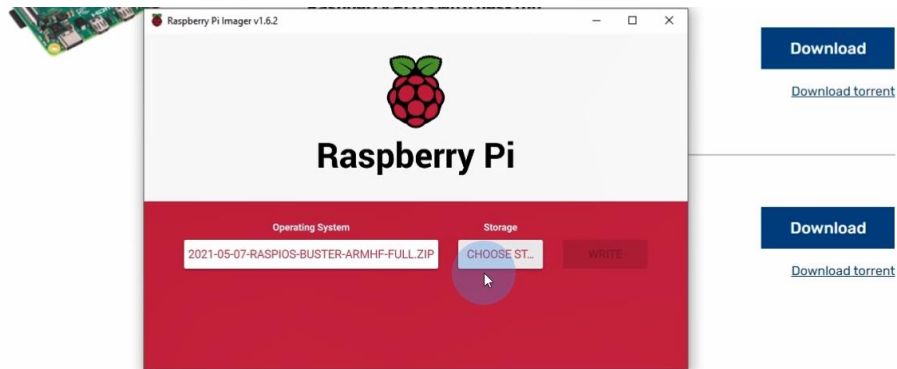 Raspberry Pi Imager v1.6.2
Download
Download torrent
Raspberry Pi
Operating System
Storage
2021-05-07-RASPIOS-BUSTER-ARMHF-FULL.ZIP
CHOOSE ST...
WRITE
Download
Download torrent